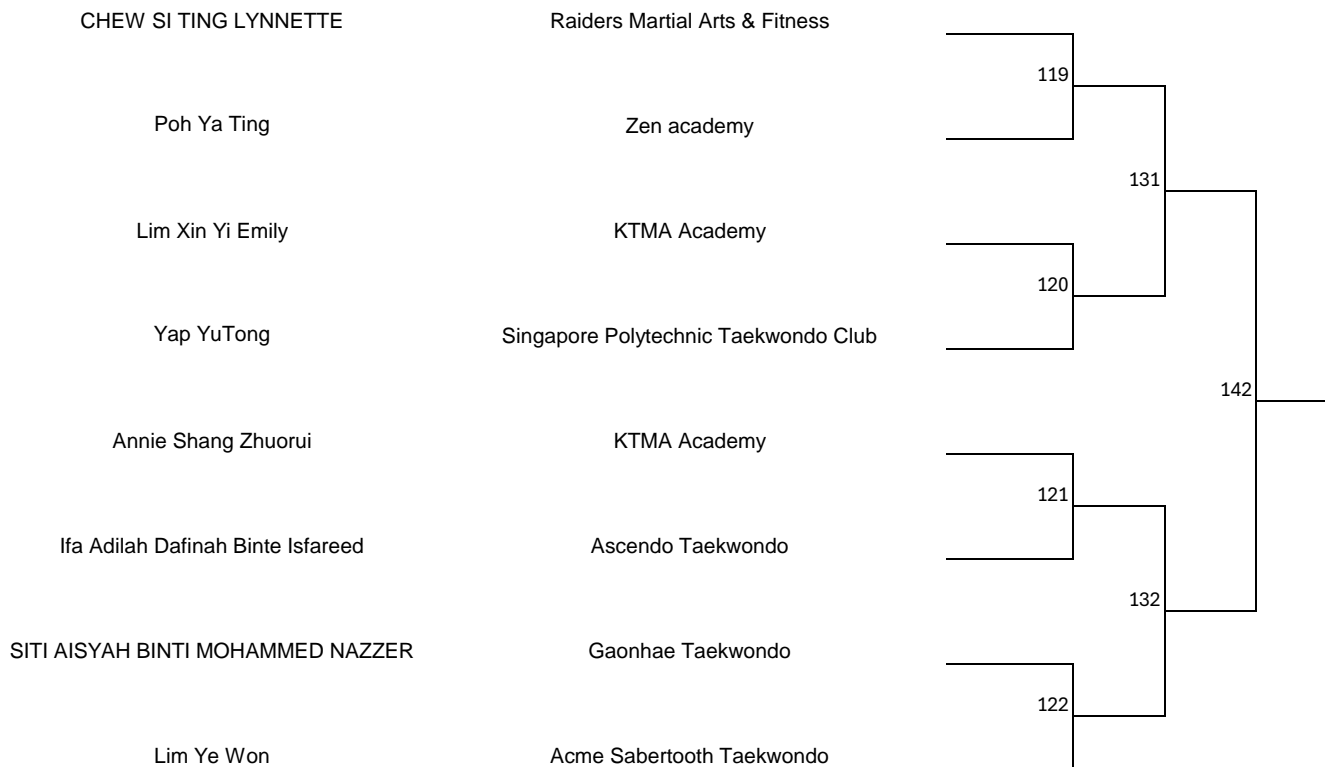 CHEW SI TING LYNNETTE Raiders Martial Arts & Fitness
119
Poh Ya Ting Zen academy
131
Lim Xin Yi Emily KTMA Academy
120
Yap YuTong Singapore Polytechnic Taekwondo Club
142
Annie Shang Zhuorui KTMA Academy
121
Ifa Adilah Dafinah Binte Isfareed Ascendo Taekwondo
132
SITI AISYAH BINTI MOHAMMED NAZZER Gaonhae Taekwondo
122
Lim Ye Won Acme Sabertooth Taekwondo